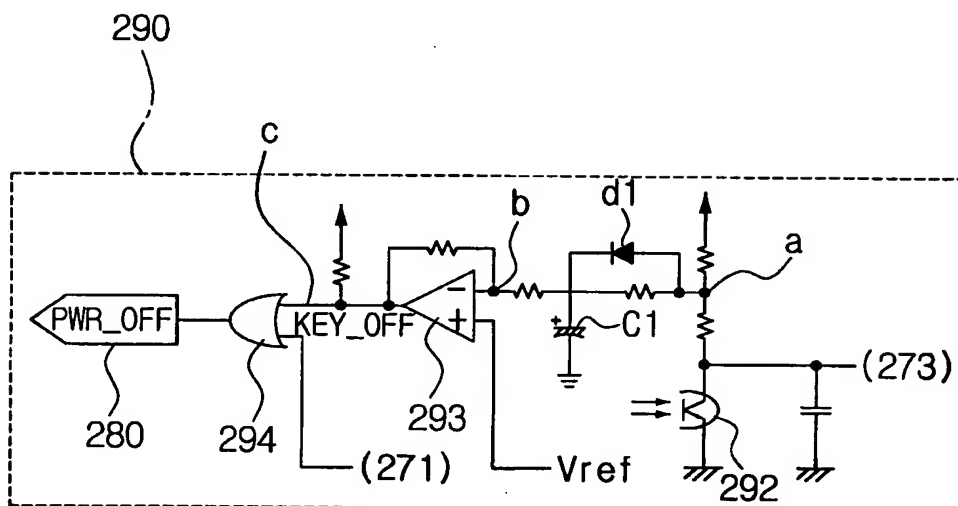 290
c
d1
b
a
PWR_OFF
KEY_OFF
−
+
+
C1
(273)
280
294
293
(271)
Vref
292